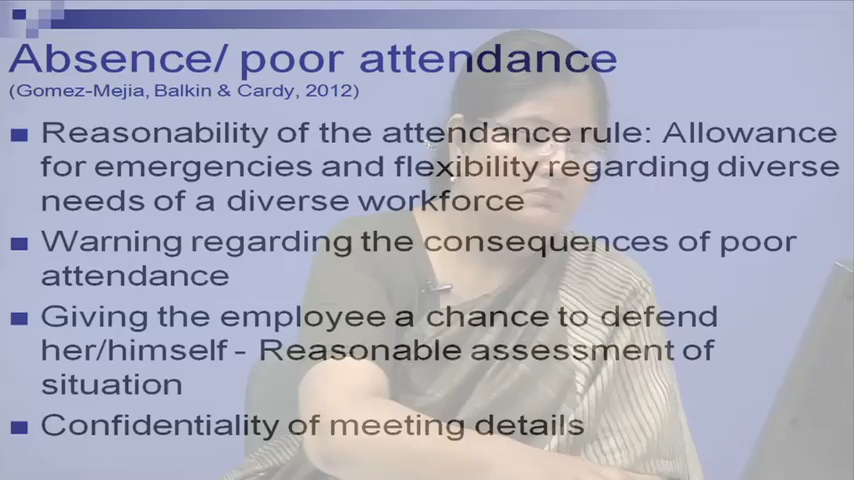 Absence/ poor attendance
(Gomez-Mejia, Balkin & Cardy, 2012)
Reasonability of the attendance rule: Allowance
for emergencies and flexibility regarding diverse
needs of a diverse workforce
Warning regarding the consequences of poor
attendance
Giving the employee a chance to defend
her/himself - Reasonable assessment of
situation
Confidentiality of meeting details